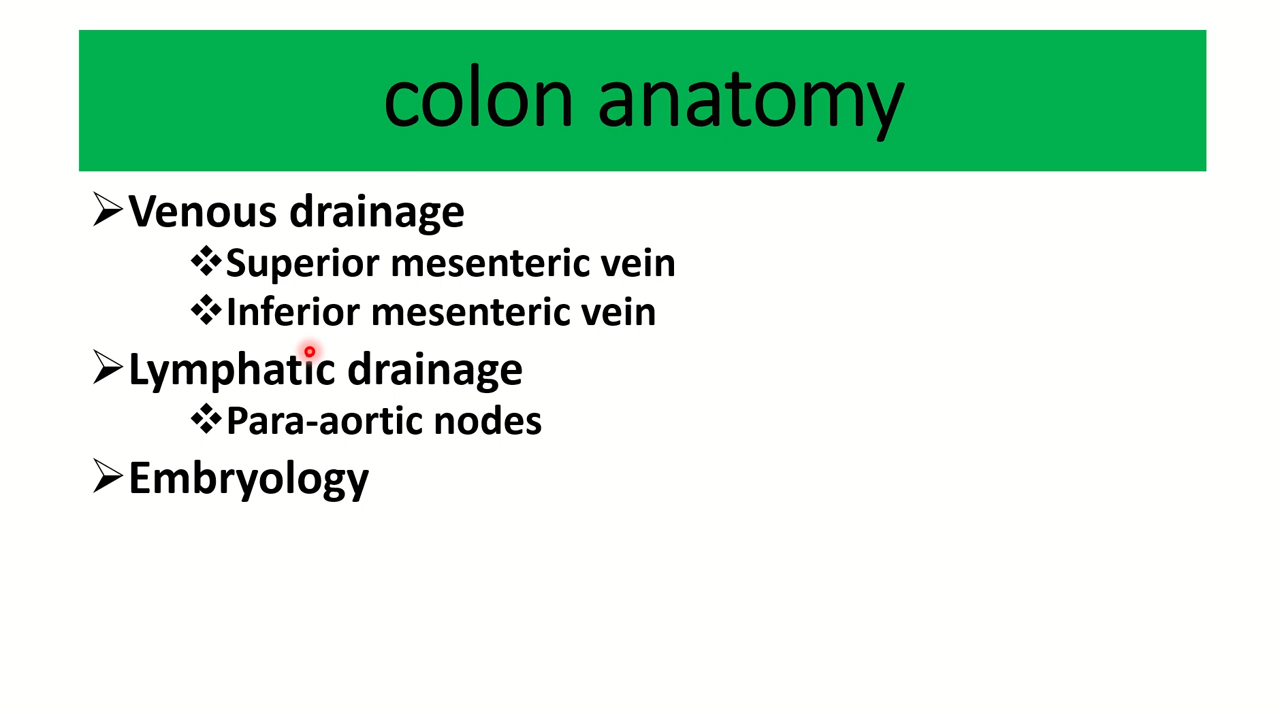 colon anatomy
➢Venous drainage
❖Superior mesenteric vein
❖Inferior mesenteric vein
➢Lymphatic drainage
❖Para-aortic nodes
➢Embryology